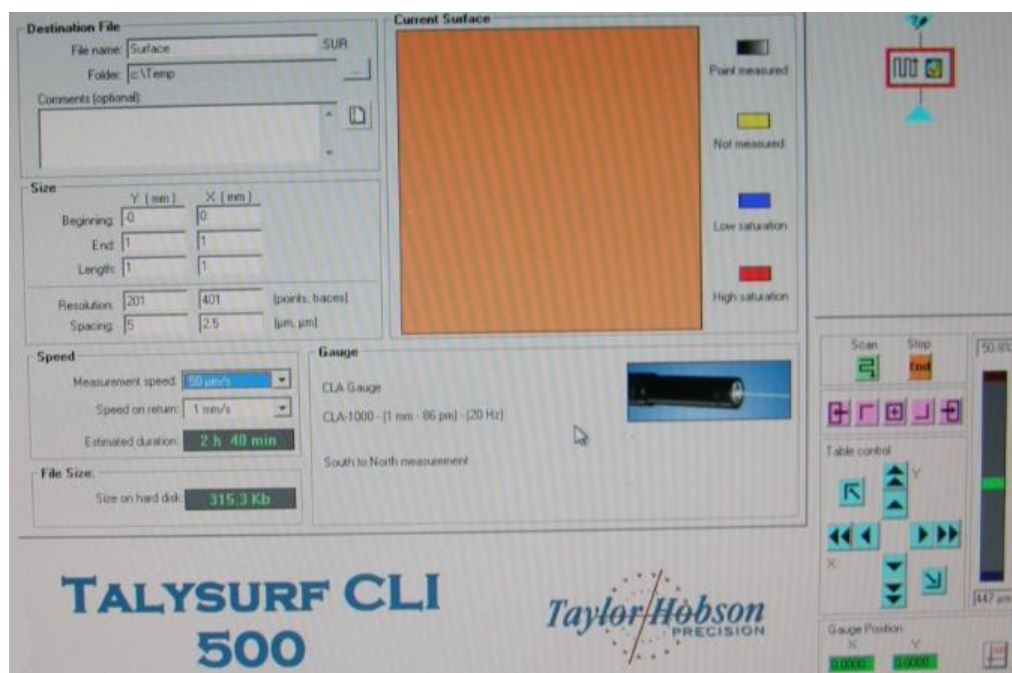 Destination File
File name: Surface .SUR
Folder: c:\Temp
...
Comments (optional):
Size
Y (mm) X (mm)
Beginning: -0 0
End: 1 1
Length: 1 1
Resolution: 201 401 (points, traces)
Spacing: 5 2.5 (µm, µm)
Speed
Measurement speed: 50 µm/s
Speed on return: 1 mm/s
Estimated duration: 2 h 40 min
File Size:
Size on hard disk: 315.3 Kb
Current Surface
Point measured
Not measured
Low saturation
High saturation
Gauge
CLA Gauge
CLA-1000 - (1 mm - 86 pm) - (20 Hz)
South to North measurement
Scan Stop
End
50.8%
Table control
Y
X
447 µm
Gauge Position
X Y
0.0000 0.0000
TALYSURF CLI
500
Taylor Hobson
PRECISION